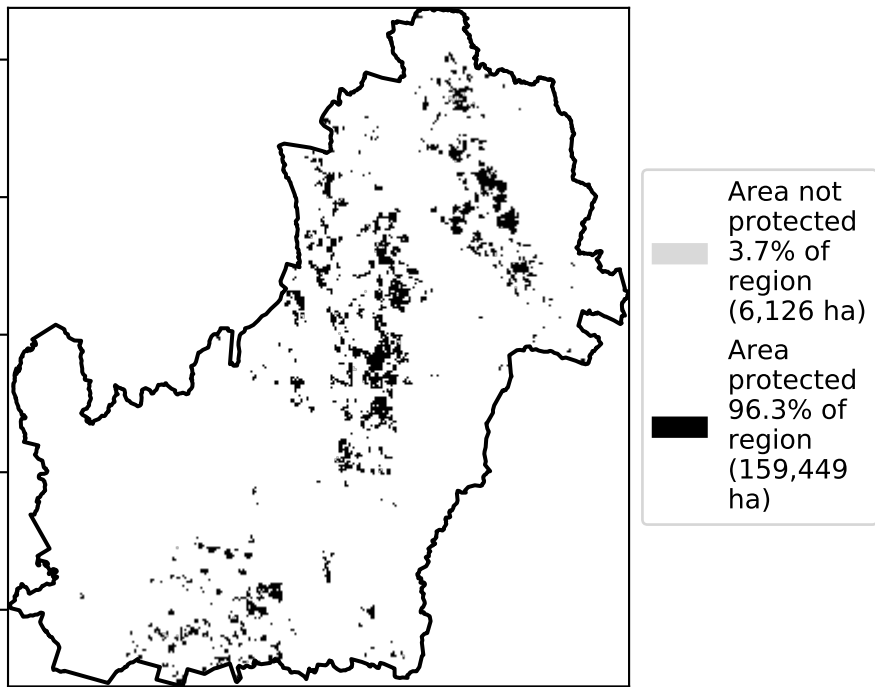 Area not
protected
3.7% of
region
(6,126 ha)
Area
protected
96.3% of
region
(159,449
ha)